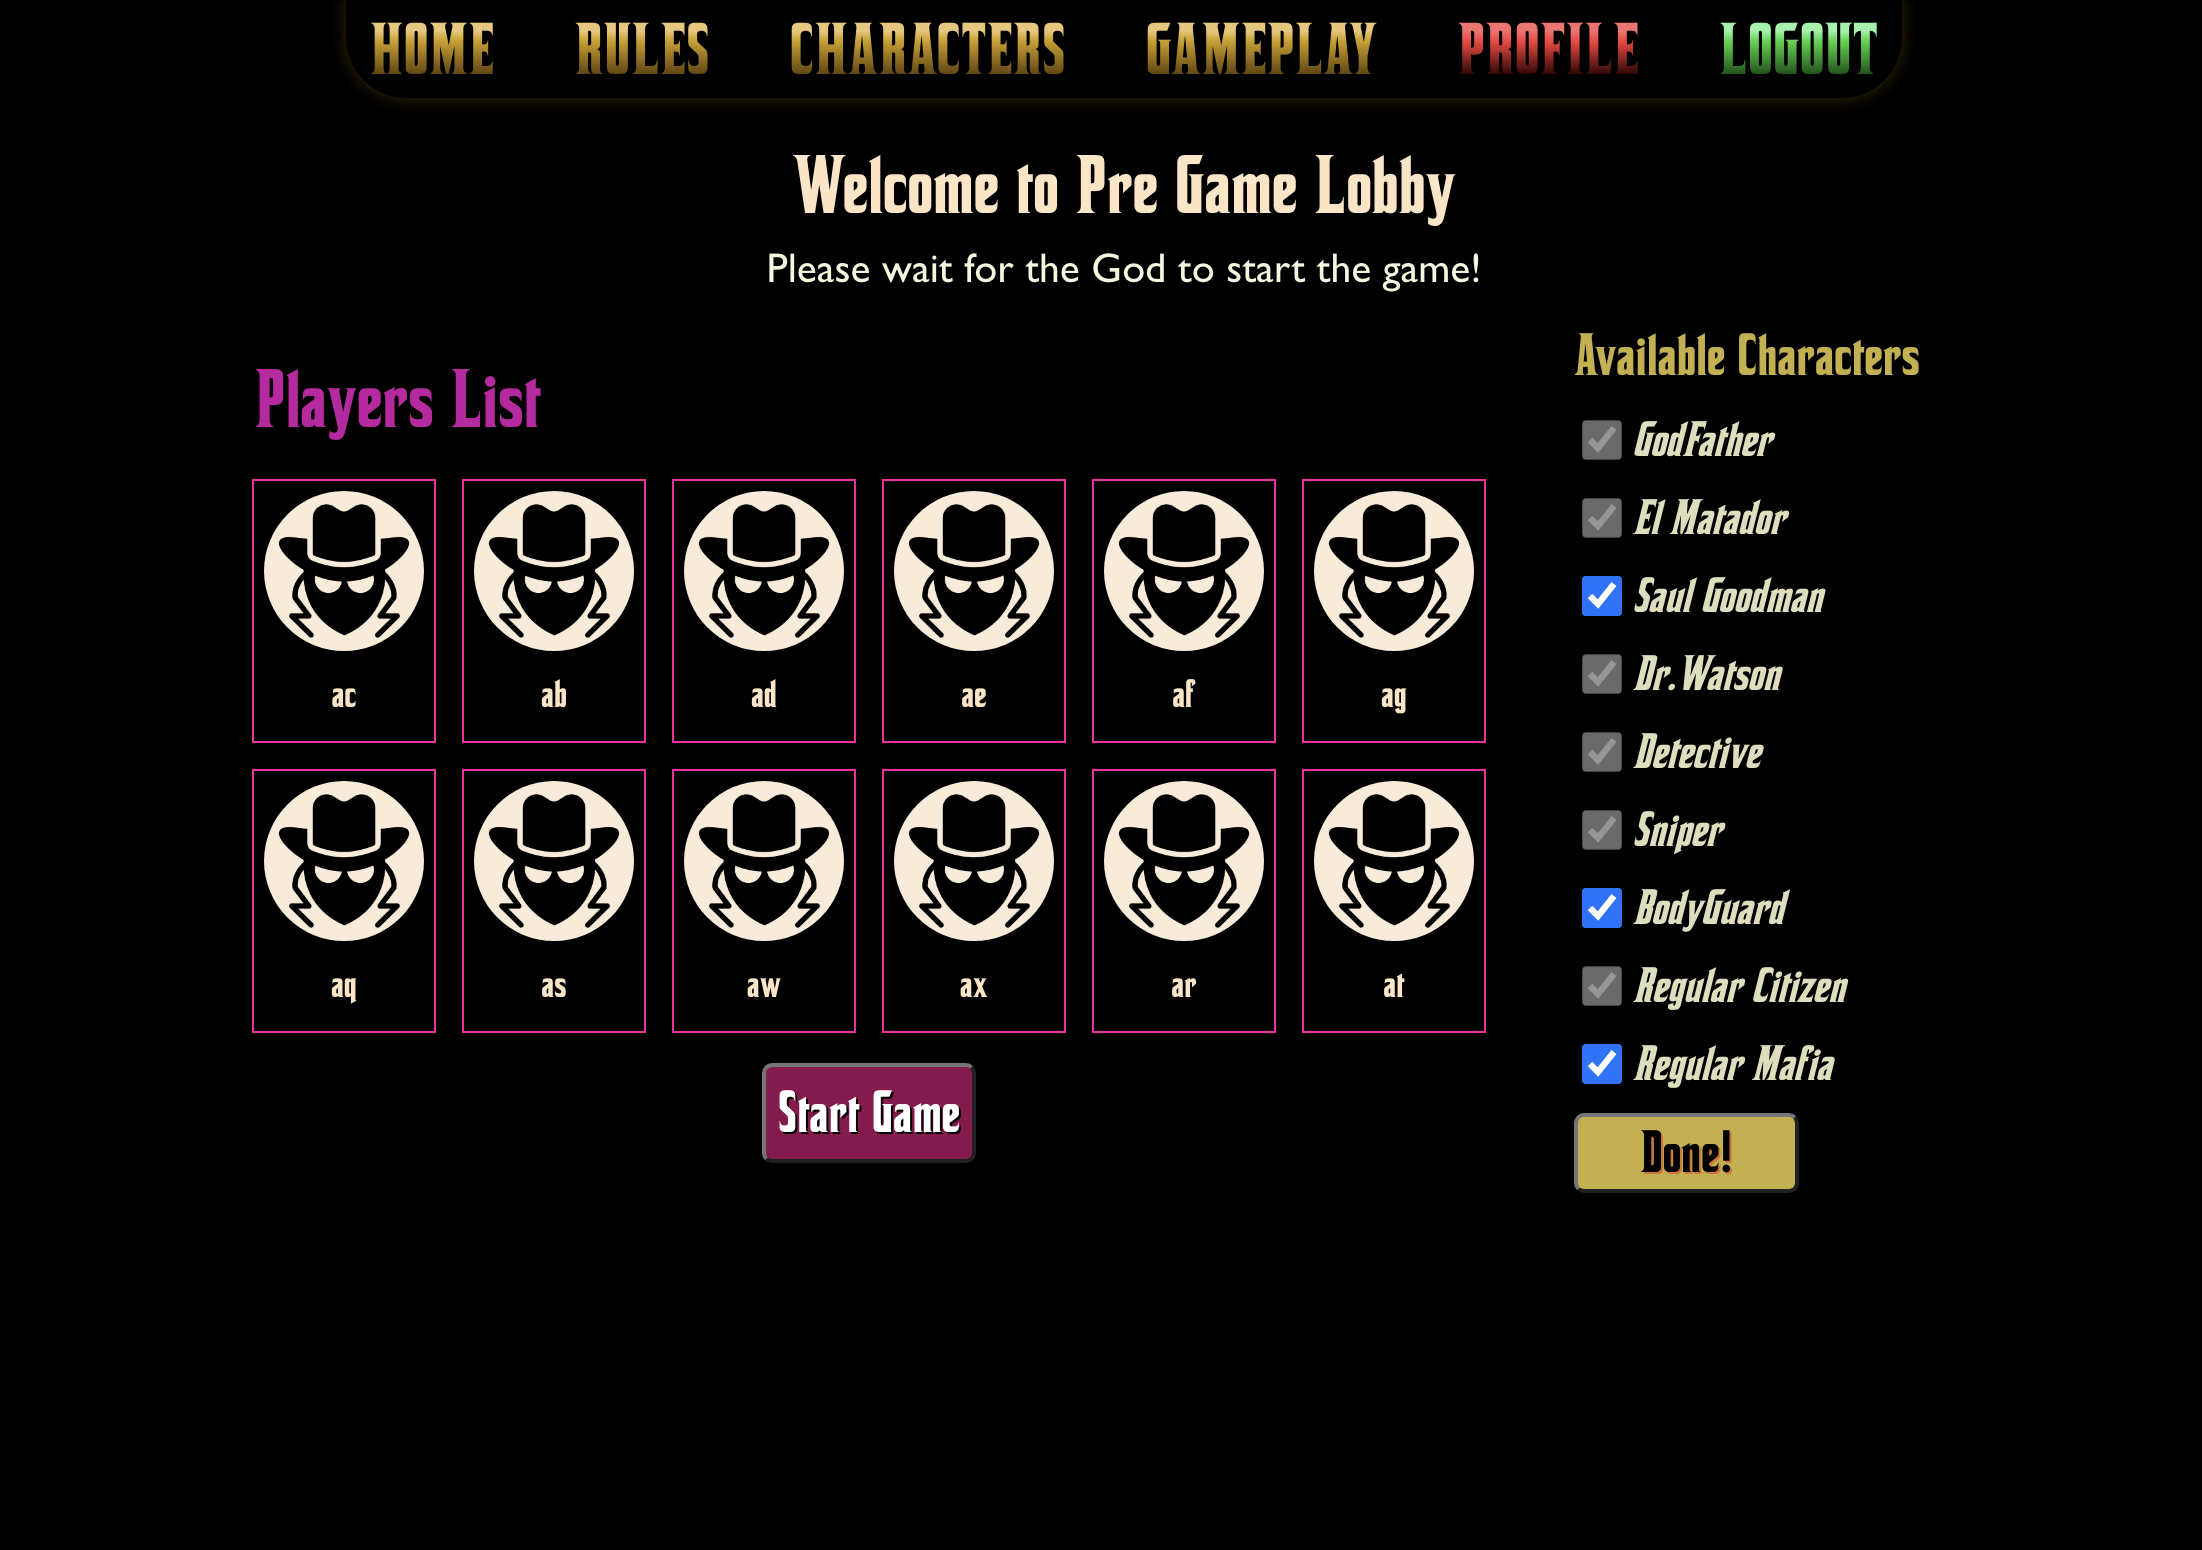 HOME RULES CHARACTERS GAMEPLAY PROFILE LOGOUT
Welcome to Pre Game Lobby
Please wait for the God to start the game!
Players List
ac ab ad ae af ag
aq as aw ax ar at
Start Game
Available Characters
GodFather
El Matador
Saul Goodman
Dr.Watson
Detective
Sniper
BodyGuard
Regular Citizen
Regular Mafia
Done!